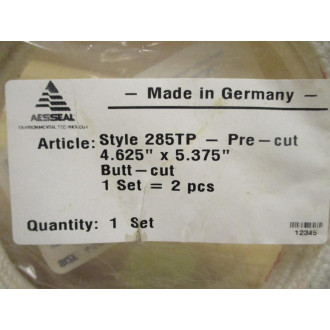 — Made in Germany —
AESSEAL
ENVIRONMENTAL TECHNOLOGY
Article: Style 285TP — Pre—cut
4.625" x 5.375"
Butt—cut
1 Set = 2 pcs
Quantity: 1 Set
12345